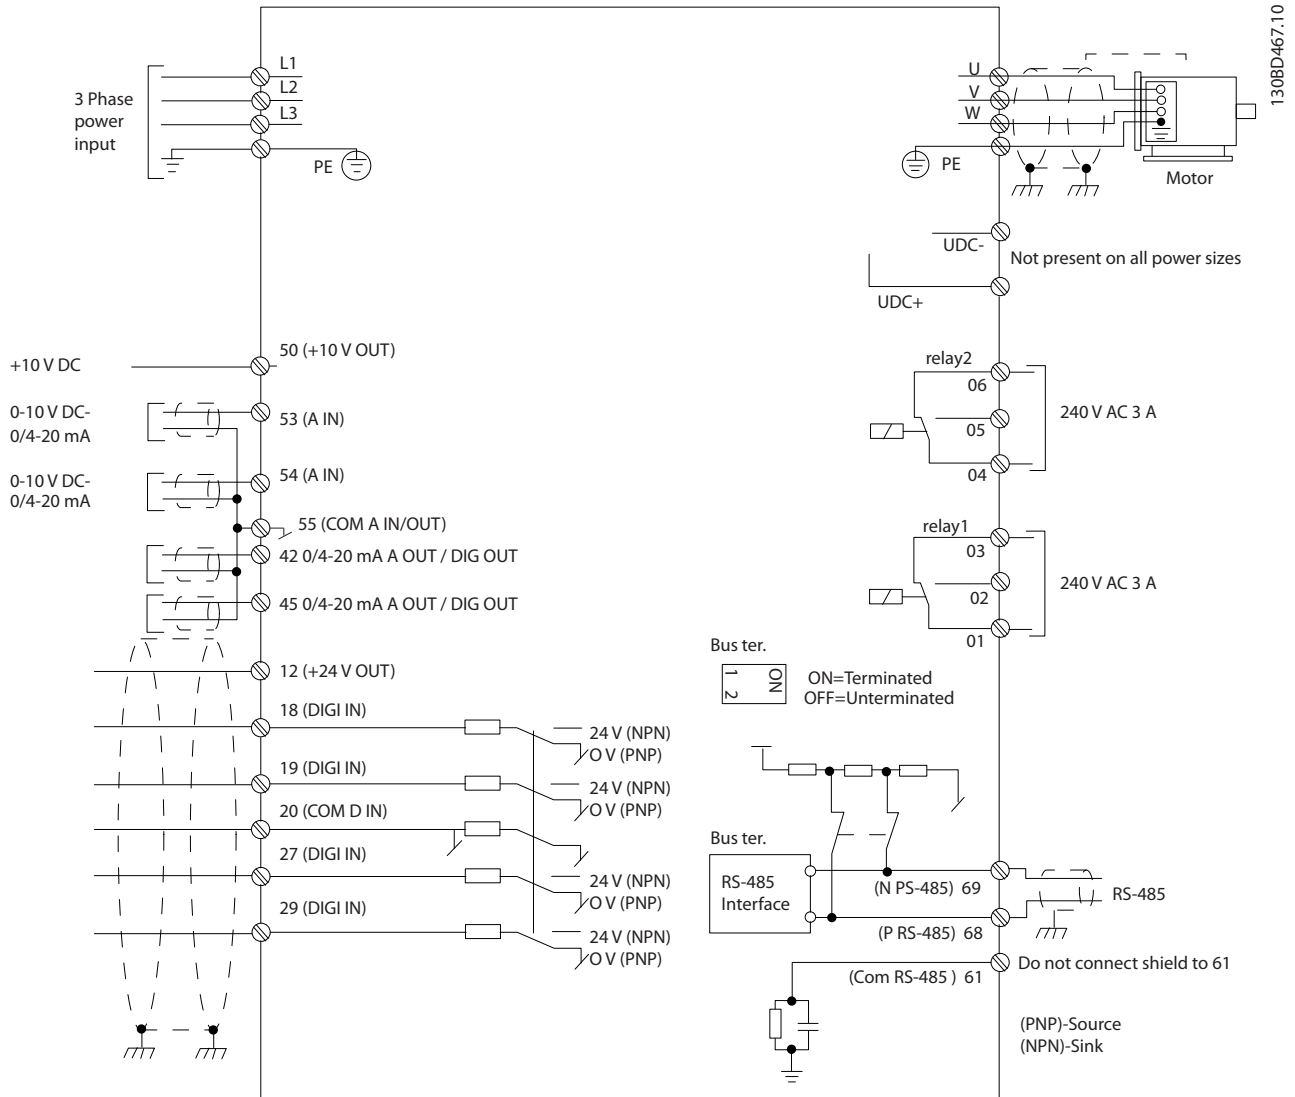 130BD467.10
L1
L2
L3
3 Phase
power
input
PE
U
V
W
PE
Motor
UDC-
Not present on all power sizes
UDC+
+10 V DC
50 (+10 V OUT)
0-10 V DC-
0/4-20 mA
53 (A IN)
0-10 V DC-
0/4-20 mA
54 (A IN)
55 (COM A IN/OUT)
42 0/4-20 mA A OUT / DIG OUT
45 0/4-20 mA A OUT / DIG OUT
12 (+24 V OUT)
18 (DIGI IN)
24 V (NPN)
O V (PNP)
19 (DIGI IN)
24 V (NPN)
O V (PNP)
20 (COM D IN)
27 (DIGI IN)
24 V (NPN)
O V (PNP)
29 (DIGI IN)
24 V (NPN)
O V (PNP)
relay2
06
05
04
240 V AC 3 A
relay1
03
02
01
240 V AC 3 A
Bus ter.
1
2
ON
ON=Terminated
OFF=Unterminated
Bus ter.
RS-485
Interface
(N PS-485) 69
RS-485
(P RS-485) 68
(Com RS-485 ) 61
Do not connect shield to 61
(PNP)-Source
(NPN)-Sink